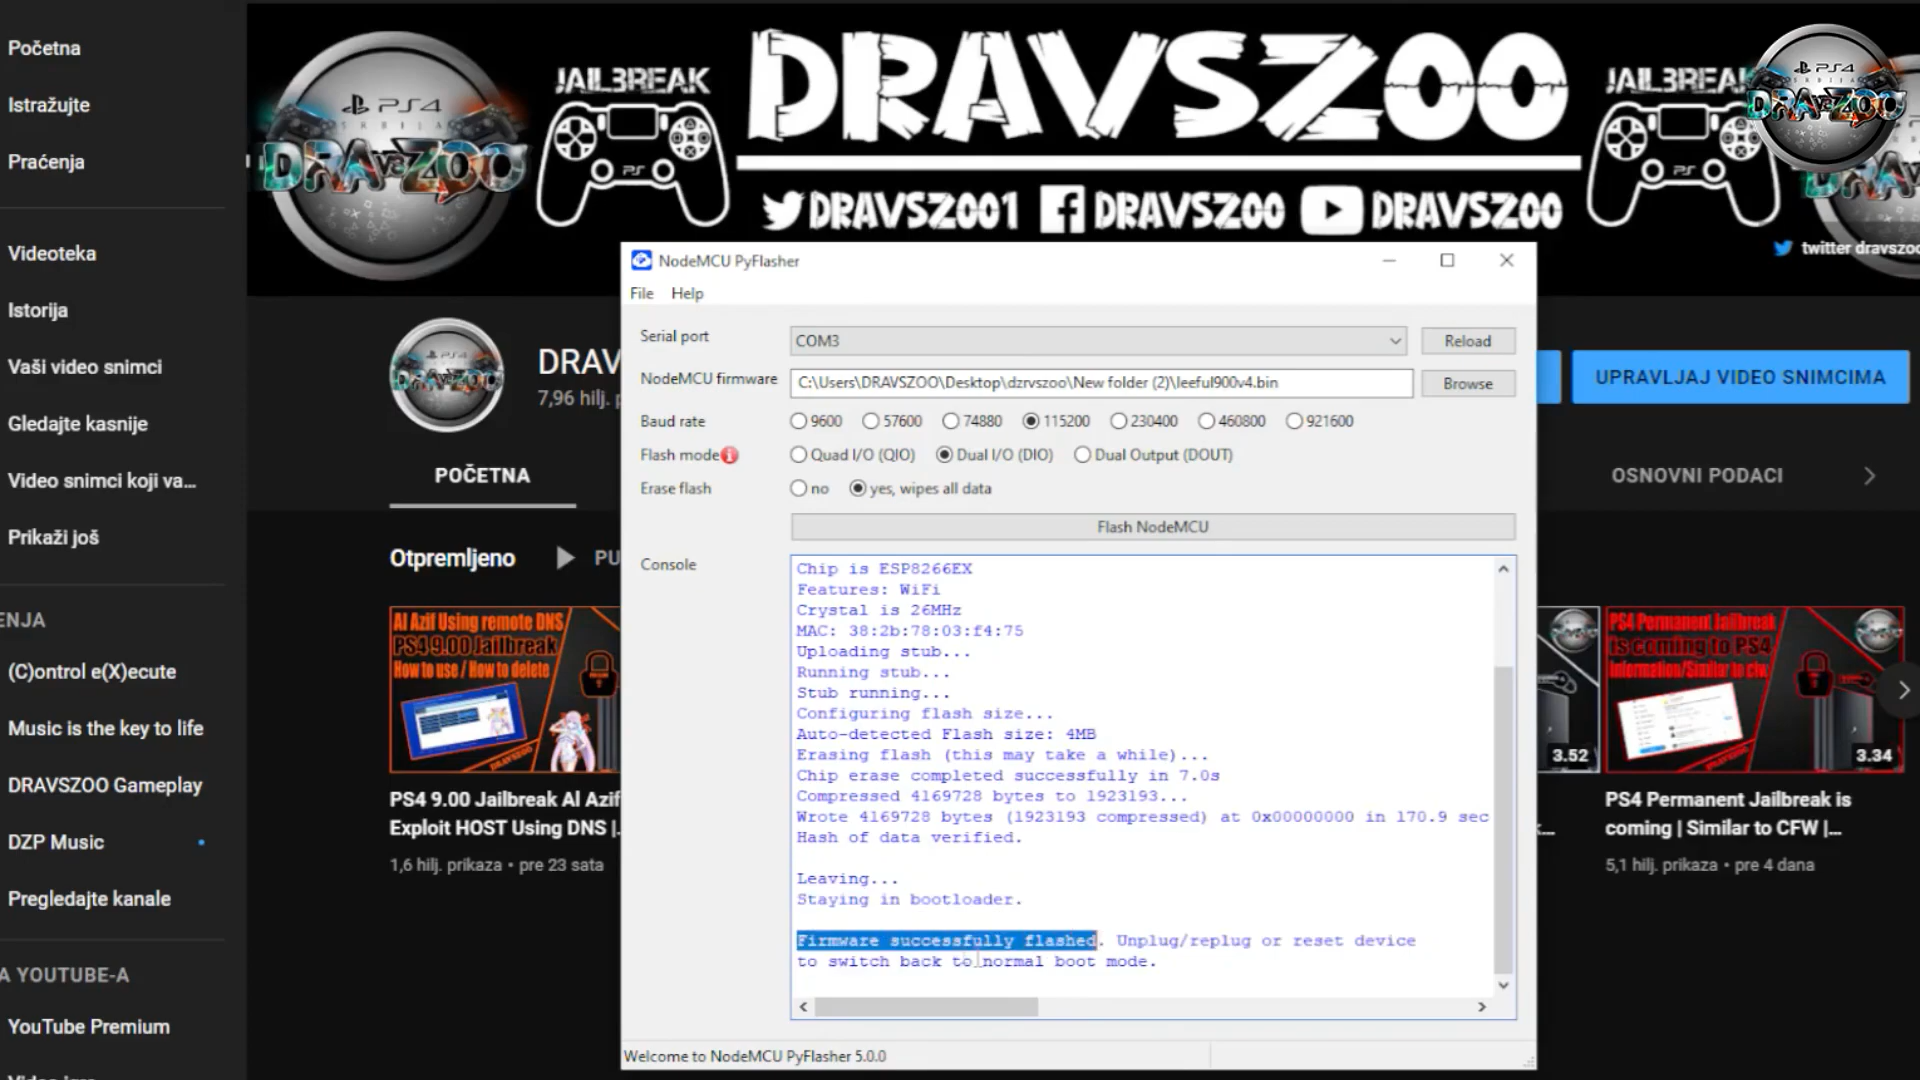 Početna
Istražujte
Praćenja
Videoteka
Istorija
Vaši video snimci
Gledajte kasnije
Video snimci koji va...
Prikaži još
ENJA
(C)ontrol e(X)ecute
Music is the key to life
DRAVSZOO Gameplay
DZP Music
Pregledajte kanale
A YOUTUBE-A
YouTube Premium
PS4
SRBIJA
DRAvsZOO
JAILBREAK
DRAVSZOO
DRAVSZOO1 DRAVSZOO DRAVSZOO
JAILBREAK
PS4
DRAvsZOO
twitter dravszoo
DRAV
7,96 hilj.
UPRAVLJAJ VIDEO SNIMCIMA
POČETNA
OSNOVNI PODACI
Otpremljeno
PU
Al Azif Using remote DNS
PS4 9.00 Jailbreak
How to use / How to delete
DRAVSZOO
PS4 9.00 Jailbreak Al Azif
Exploit HOST Using DNS |.
1,6 hilj. prikaza • pre 23 sata
3.52
PS4 Permanent Jailbreak
is coming to PS4
Information/Similar to cfw
3.34
PS4 Permanent Jailbreak is
coming | Similar to CFW |...
5,1 hilj. prikaza • pre 4 dana
NodeMCU PyFlasher
File Help
Serial port COM3 Reload
NodeMCU firmware C:\Users\DRAVSZOO\Desktop\dzrvszoo\New folder (2)\leeful900v4.bin Browse
Baud rate 9600 57600 74880 115200 230400 460800 921600
Flash mode Quad I/O (QIO) Dual I/O (DIO) Dual Output (DOUT)
Erase flash no yes, wipes all data
Flash NodeMCU
Console
Chip is ESP8266EX
Features: WiFi
Crystal is 26MHz
MAC: 38:2b:78:03:f4:75
Uploading stub...
Running stub...
Stub running...
Configuring flash size...
Auto-detected Flash size: 4MB
Erasing flash (this may take a while)...
Chip erase completed successfully in 7.0s
Compressed 4169728 bytes to 1923193...
Wrote 4169728 bytes (1923193 compressed) at 0x00000000 in 170.9 sec
Hash of data verified.
Leaving...
Staying in bootloader.
Firmware successfully flashed. Unplug/replug or reset device
to switch back to normal boot mode.
Welcome to NodeMCU PyFlasher 5.0.0